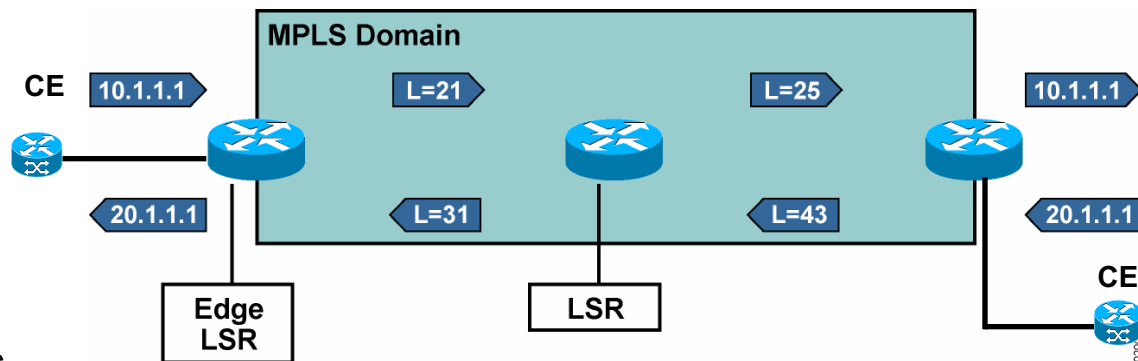 MPLS Domain
CE
10.1.1.1
L=21
L=25
10.1.1.1
20.1.1.1
L=31
L=43
20.1.1.1
Edge
LSR
LSR
CE